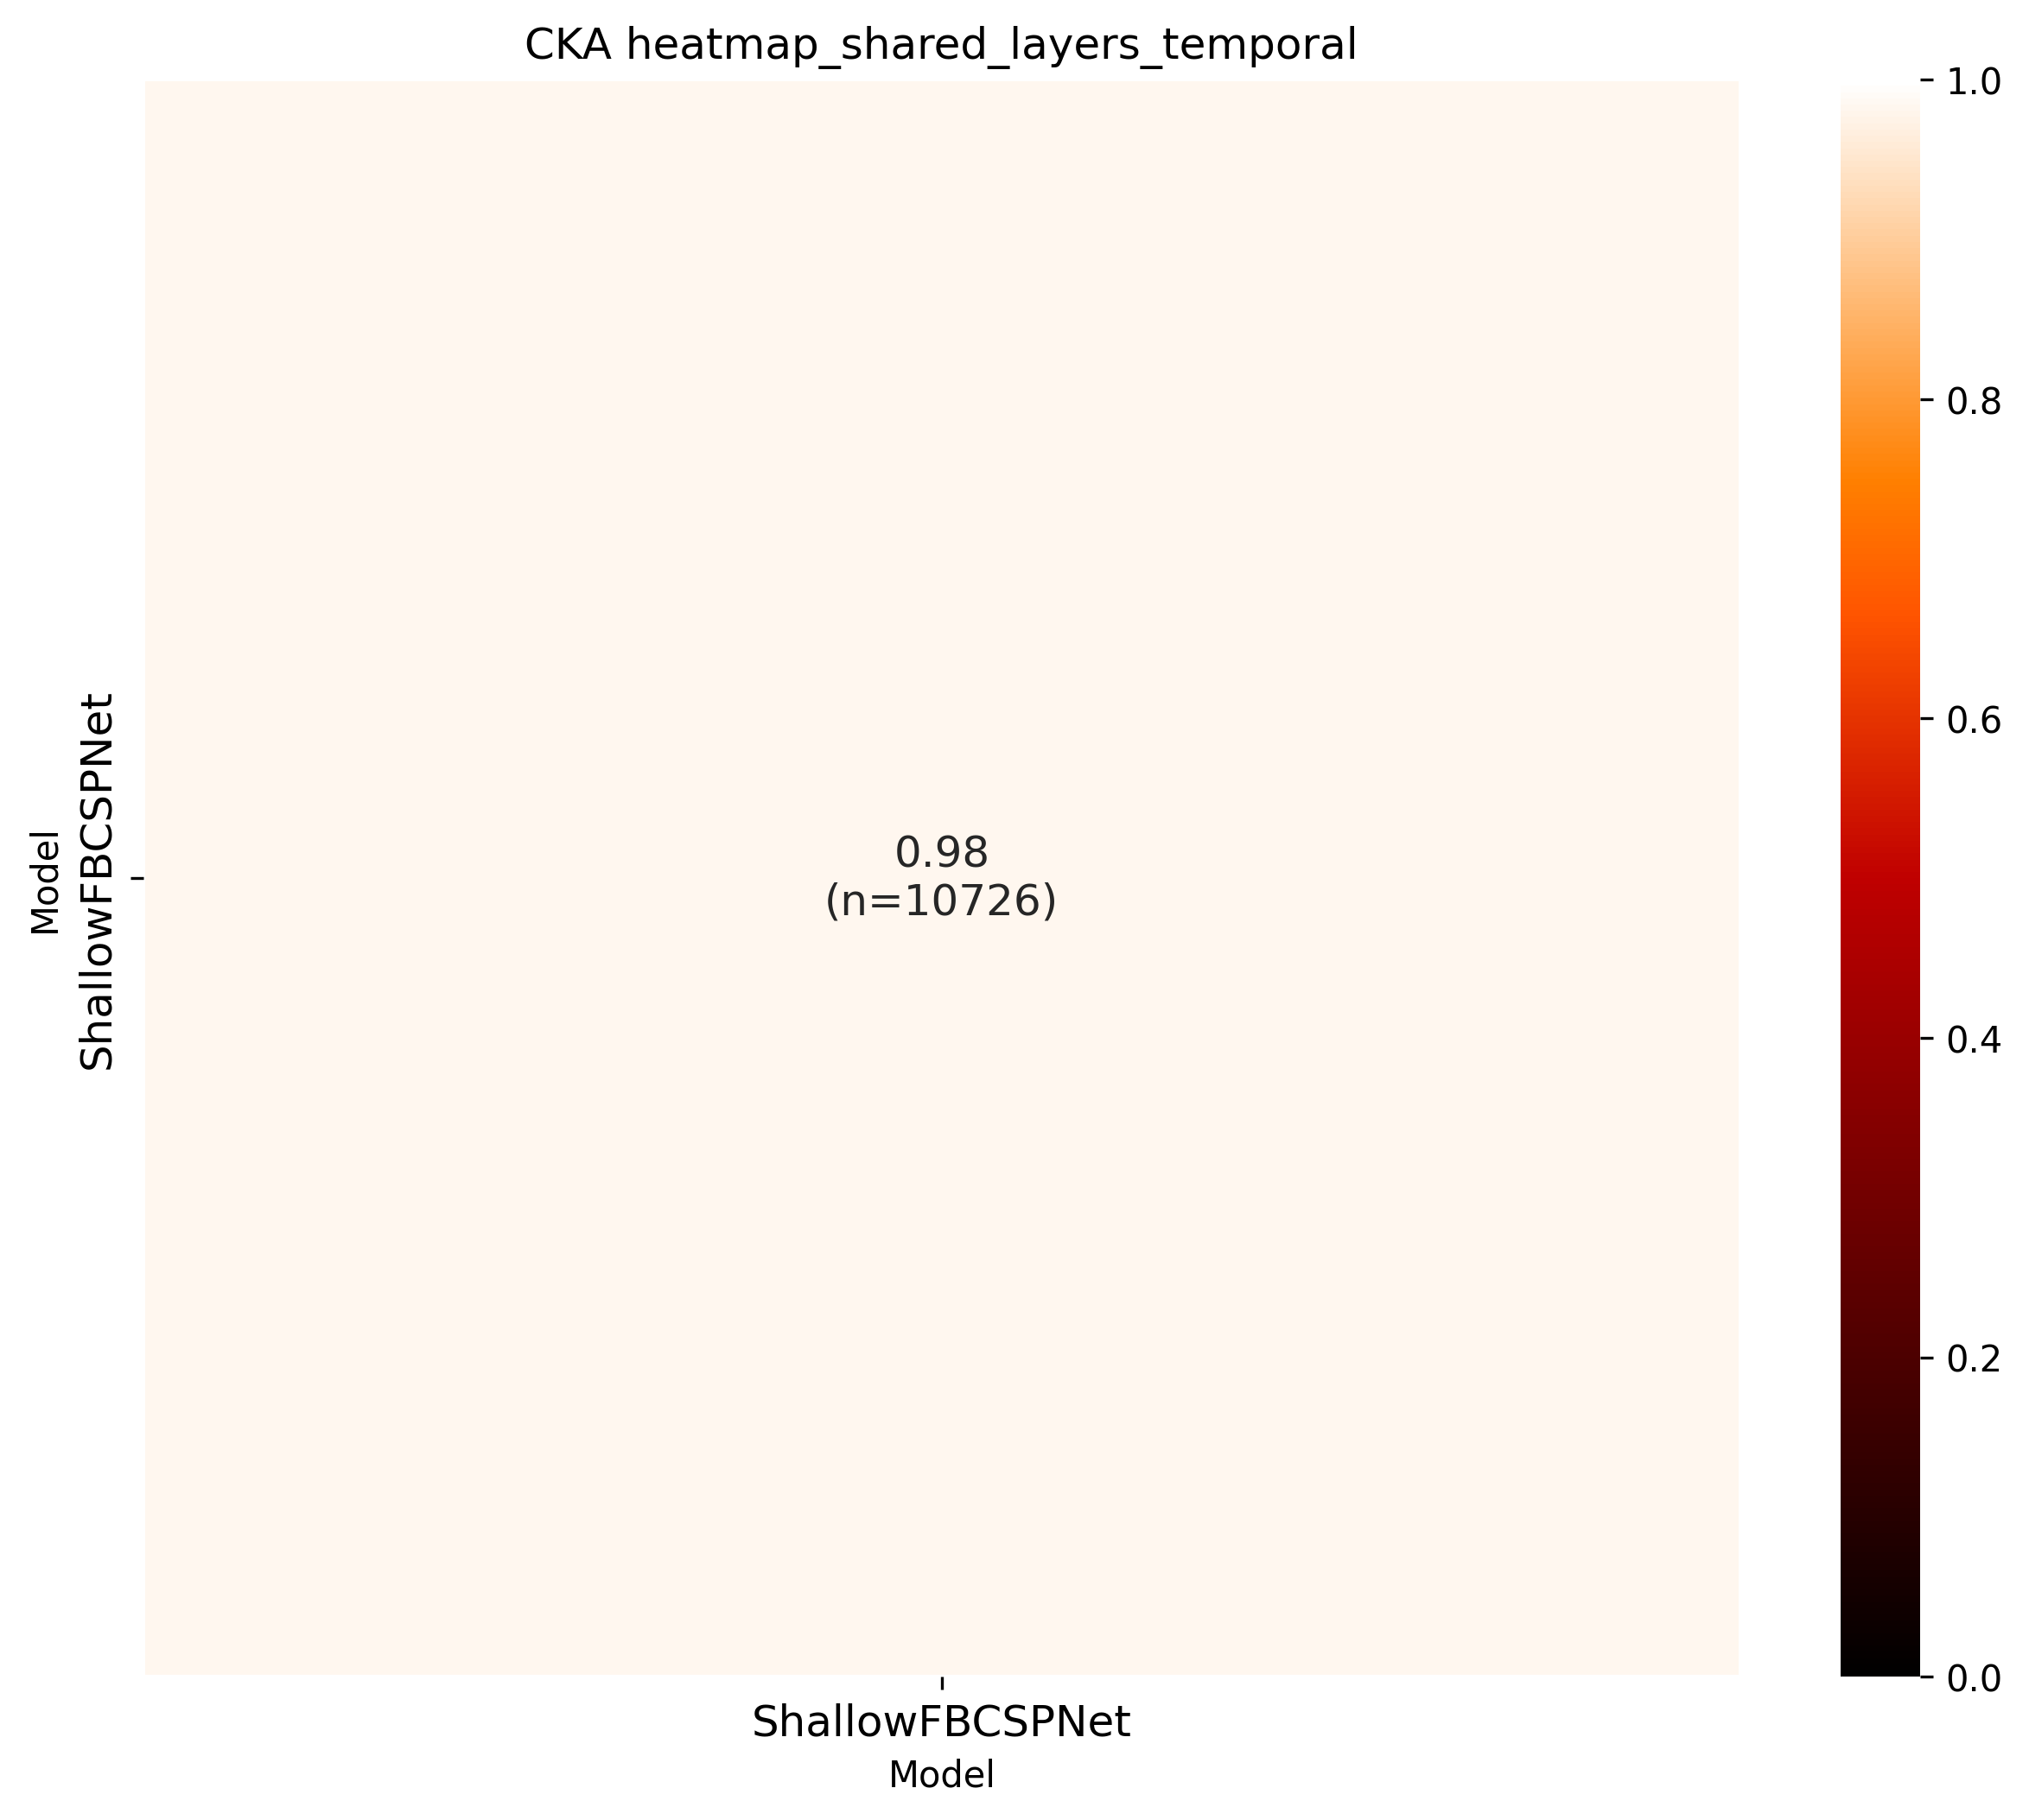 CKA heatmap_shared_layers_temporal
Model
ShallowFBCSPNet
0.98
(n=10726)
ShallowFBCSPNet
Model
1.0
0.8
0.6
0.4
0.2
0.0